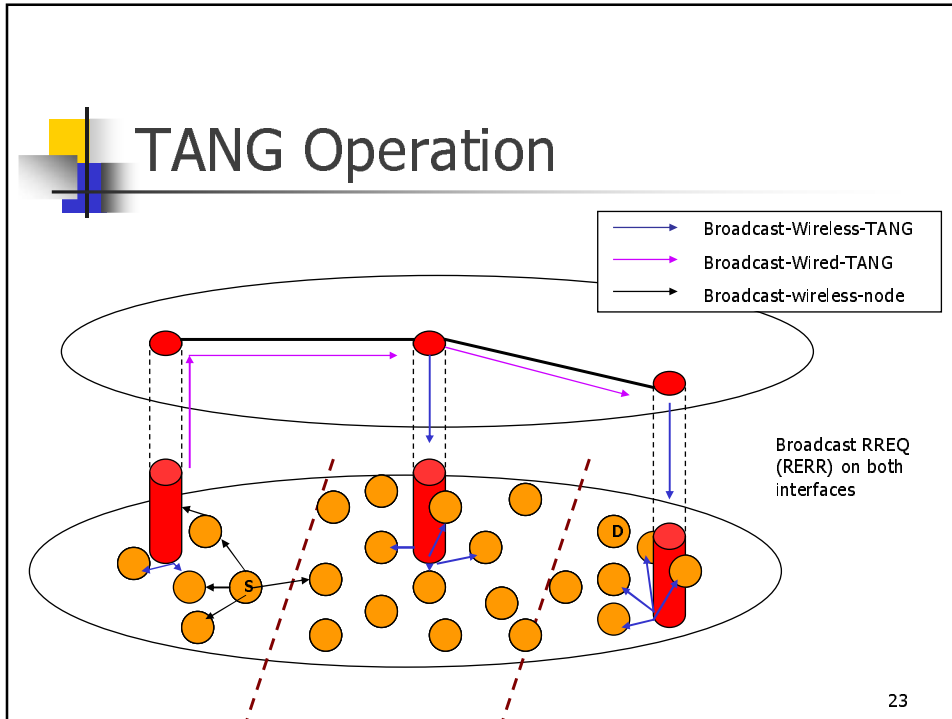 TANG Operation
Broadcast-Wireless-TANG
Broadcast-Wired-TANG
Broadcast-wireless-node
Broadcast RREQ
(RERR) on both
interfaces
D
S
23